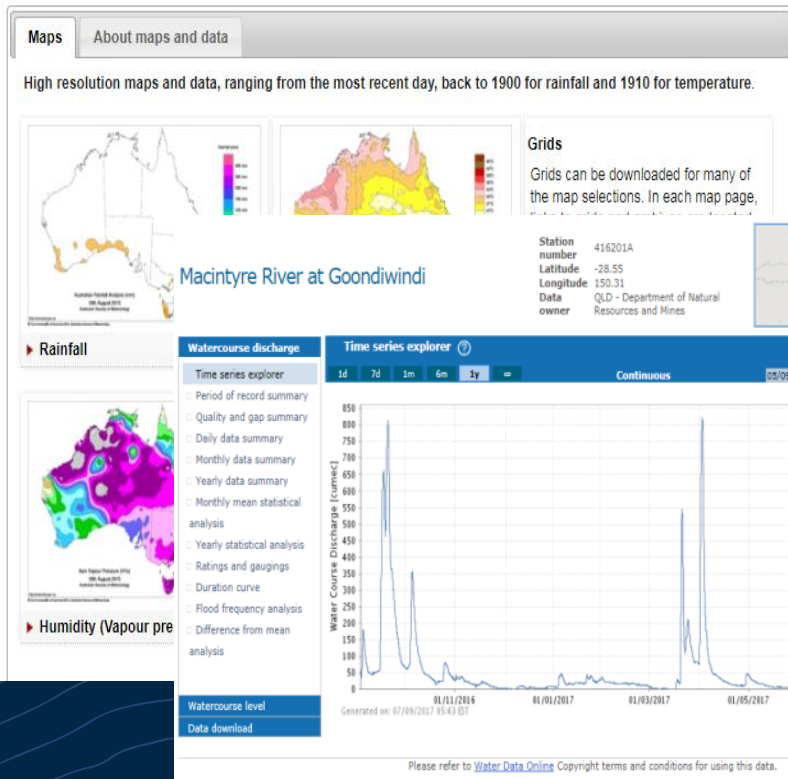 Maps
About maps and data
High resolution maps and data, ranging from the most recent day, back to 1900 for rainfall and 1910 for temperature.
Australian Rainfall Analysis (mm)
Grids
Grids can be downloaded for many of
the map selections. In each map page,
Rainfall
Humidity (Vapour pre
Macintyre River at Goondiwindi
Station number 416201A
Latitude -28.55
Longitude 150.31
Data owner QLD - Department of Natural Resources and Mines
Watercourse discharge
Time series explorer
Period of record summary
Quality and gap summary
Daily data summary
Monthly data summary
Yearly data summary
Monthly mean statistical
analysis
Yearly statistical analysis
Ratings and gaugings
Duration curve
Flood frequency analysis
Difference from mean
analysis
Watercourse level
Data download
Time series explorer ?
1d 7d 1m 6m 1y ∞ Continuous 05/09
Water Course Discharge [cumec]
850
800
750
700
650
600
550
500
450
400
350
300
250
200
150
100
50
0
01/11/2016 01/01/2017 01/03/2017 01/05/2017
Generated on: 07/09/2017 05:43 EST
Please refer to Water Data Online Copyright terms and conditions for using this data.